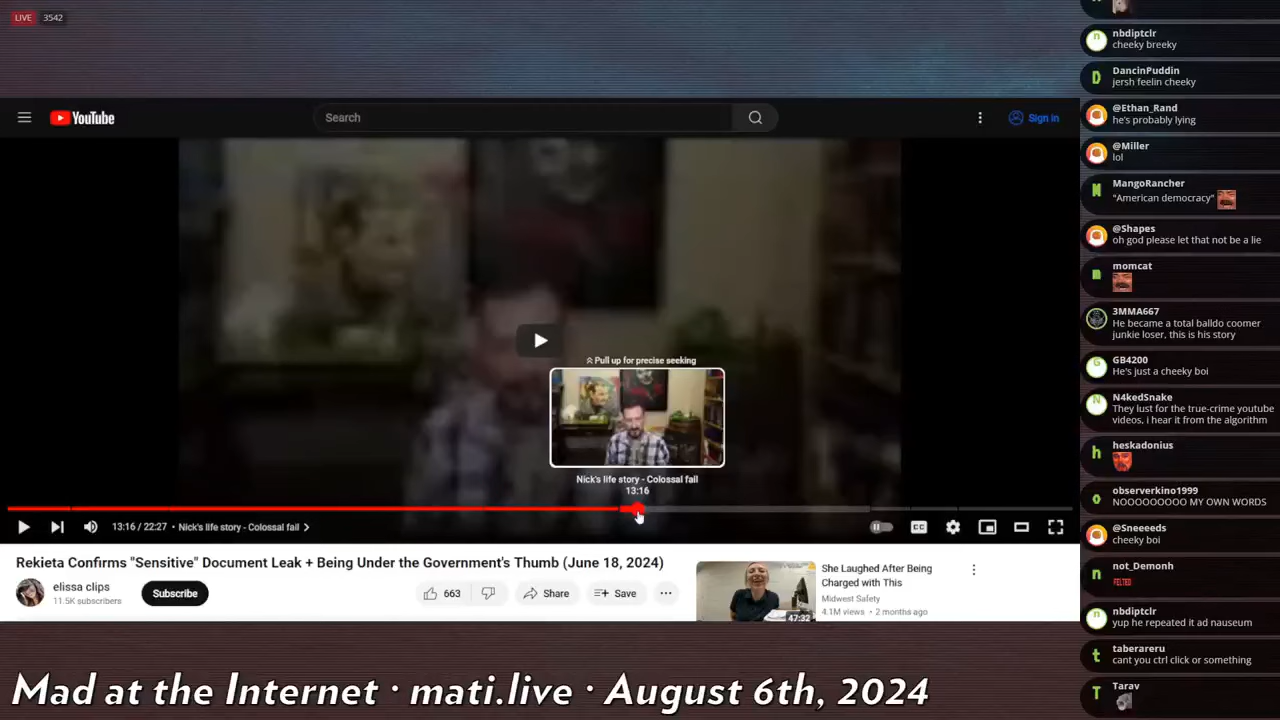 LIVE 3542
YouTube
Search
Sign in
Pull up for precise seeking
Nick's life story - Colossal fail
13:16
13:16 / 22:27 • Nick's life story - Colossal fail
CC
Rekieta Confirms "Sensitive" Document Leak + Being Under the Government's Thumb (June 18, 2024)
elissa clips
11.5K subscribers
Subscribe
663
Share
Save
47:32
She Laughed After Being
Charged with This
Midwest Safety
4.1M views • 2 months ago
Mad at the Internet · mati.live · August 6th, 2024
nbdiptclr
cheeky breeky
DancinPuddin
jersh feelin cheeky
@Ethan_Rand
he's probably lying
@Miller
lol
MangoRancher
"American democracy"
@Shapes
oh god please let that not be a lie
momcat
3MMA667
He became a total balldo coomer
junkie loser, this is his story
GB4200
He's just a cheeky boi
N4kedSnake
They lust for the true-crime youtube
videos, i hear it from the algorithm
heskadonius
observerkino1999
NOOOOOOOOO MY OWN WORDS
@Sneeeeds
cheeky boi
not_Demonh
FELTED
nbdiptclr
yup he repeated it ad nauseum
taberareru
cant you ctrl click or something
Tarav